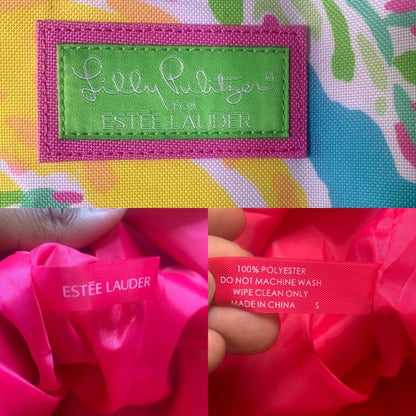 Lilly Pulitzer®
FOR
ESTĒE LAUDER
ESTĒE LAUDER
100% POLYESTER
DO NOT MACHINE WASH
WIPE CLEAN ONLY
MADE IN CHINA S